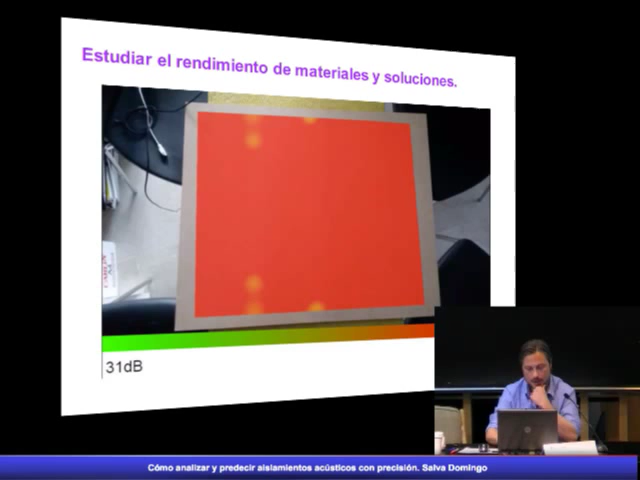 Estudiar el rendimiento de materiales y soluciones.
31dB
Cómo analizar y predecir aislamientos acústicos con precisión. Salva Domingo